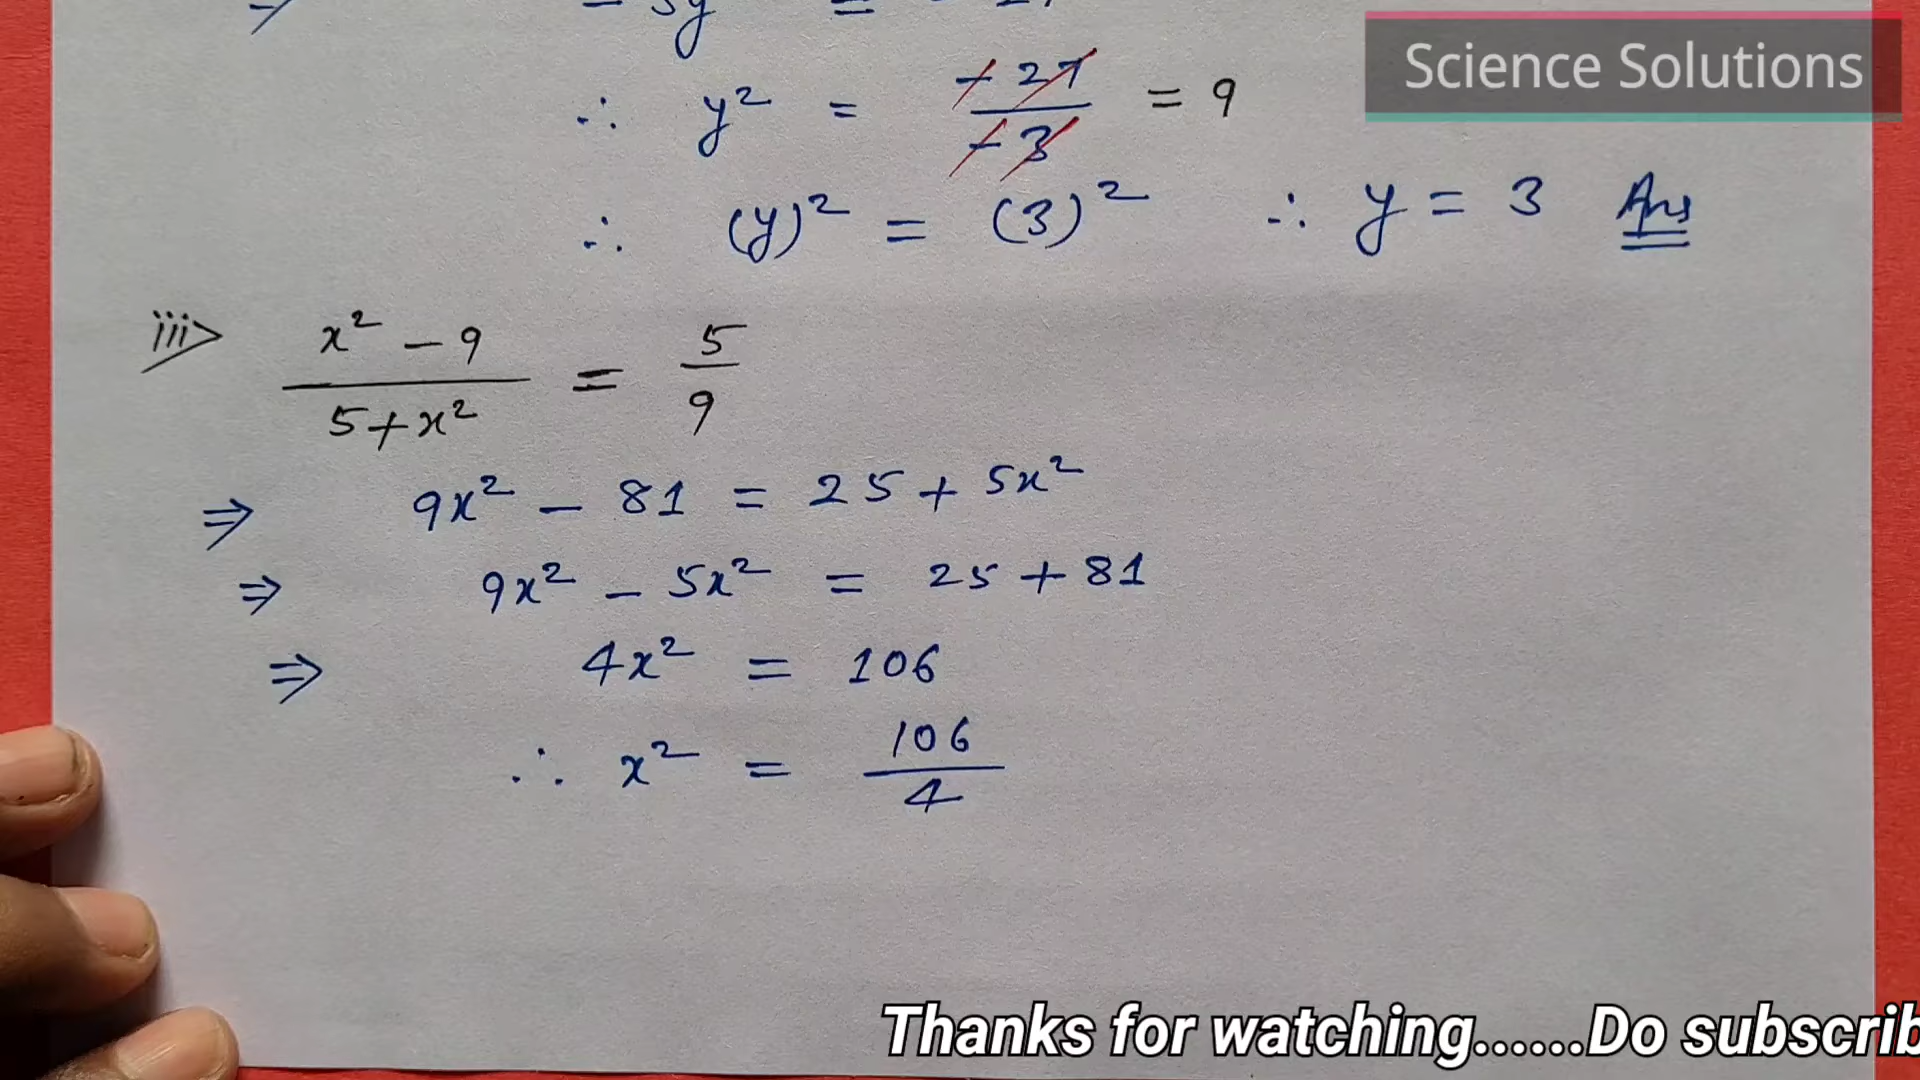 Science Solutions
∴ y² = -27/-3 = 9
∴ (y)² = (3)² ∴ y = 3 Ans
iii> x² - 9 / 5+x² = 5/9
⇒ 9x² - 81 = 25 + 5x²
⇒ 9x² - 5x² = 25 + 81
⇒ 4x² = 106
∴ x² = 106/4
Thanks for watching......Do subscrib